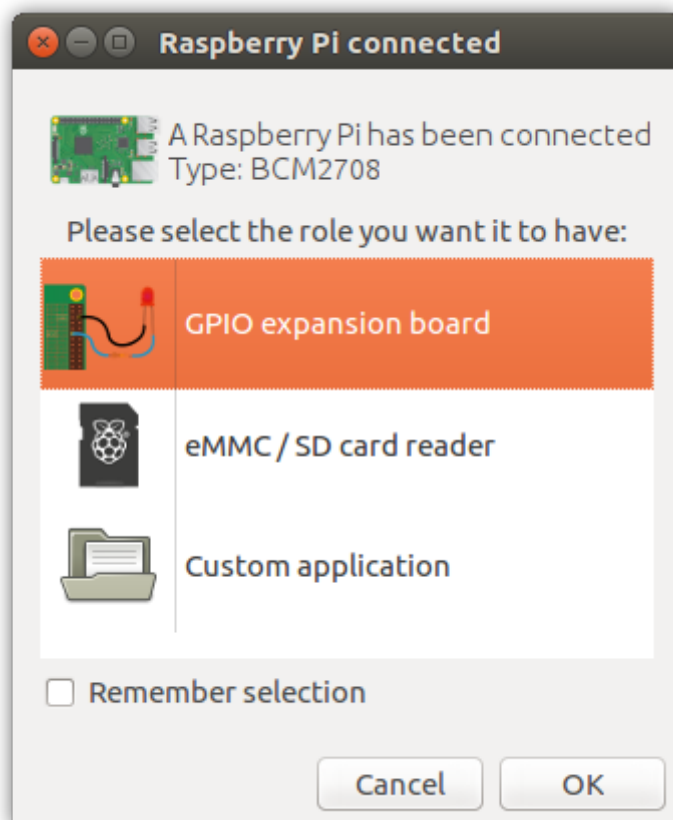 Raspberry Pi connected
A Raspberry Pi has been connected
Type: BCM2708
Please select the role you want it to have:
GPIO expansion board
eMMC / SD card reader
Custom application
Remember selection
Cancel OK